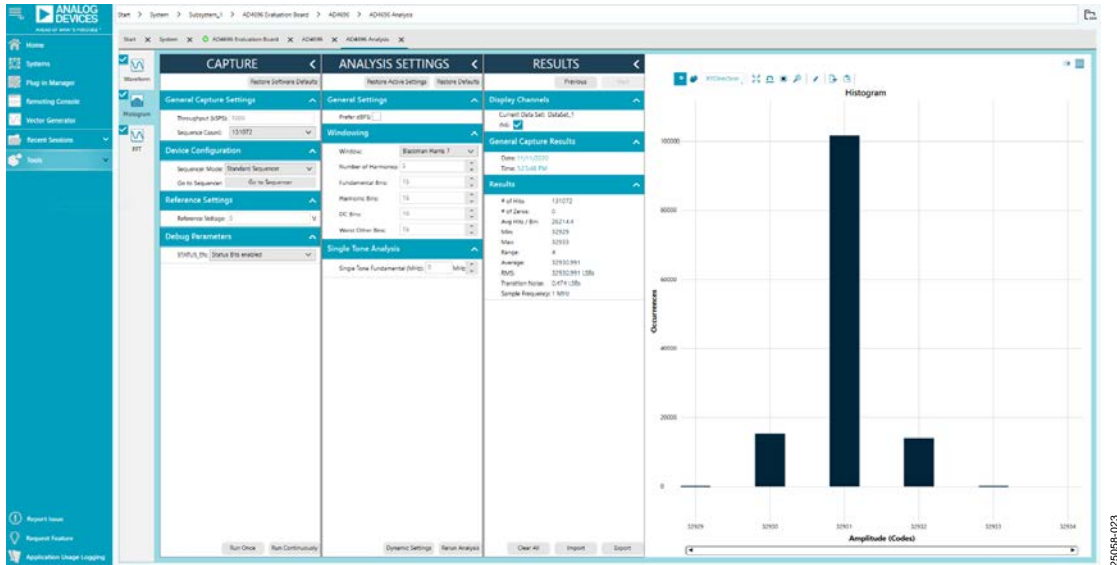 ANALOG
DEVICES
AHEAD OF WHAT'S POSSIBLE
Home
Systems
Plug-in Manager
Remoting Console
Vector Generator
Recent Sessions
Tools
Report Issue
Request Feature
Application Usage Logging
Start > System > Subsystem_1 > AD4696 Evaluation Board > AD4696 > AD4696 Analysis
Start System AD4696 Evaluation Board AD4696 AD4696 Analysis
Waveform
Histogram
FFT
CAPTURE
Restore Software Defaults
General Capture Settings
Throughput (kSPS): 1000
Sequence Count: 131072
Device Configuration
Sequencer Mode: Standard Sequencer
Go to Sequencer: Go to Sequencer
Reference Settings
Reference Voltage: 5 V
Debug Parameters
STATUS_EN: Status Bits enabled
Run Once Run Continuously
ANALYSIS SETTINGS
Restore Active Settings Restore Defaults
General Settings
Prefer dBFS:
Windowing
Window: Blackman Harris 7
Number of Harmonics: 5
Fundamental Bins: 15
Harmonic Bins:
DC Bins:
Worst Other Bins:
Single Tone Analysis
Single Tone Fundamental (MHz): 0 MHz
Dynamic Settings Rerun Analysis
RESULTS
Previous Next
Display Channels
Current Data Set: DataSet_1
IN0:
General Capture Results
Date: 11/11/2020
Time:
Results
# of Hits: 131072
# of Zeros: 0
Avg Hits / Bin: 26214.4
Min: 32929
Max: 32933
Range: 4
Average: 32930.991
RMS: 32930.991 LSBs
Transition Noise: 0.474 LSBs
Sample Frequency: 1 MHz
Clear All Import Export
XYDirection
Histogram
100000
80000
60000
40000
20000
0
Occurrences
32929 32930 32931 32932 32933 32934
Amplitude (Codes)
25058-023